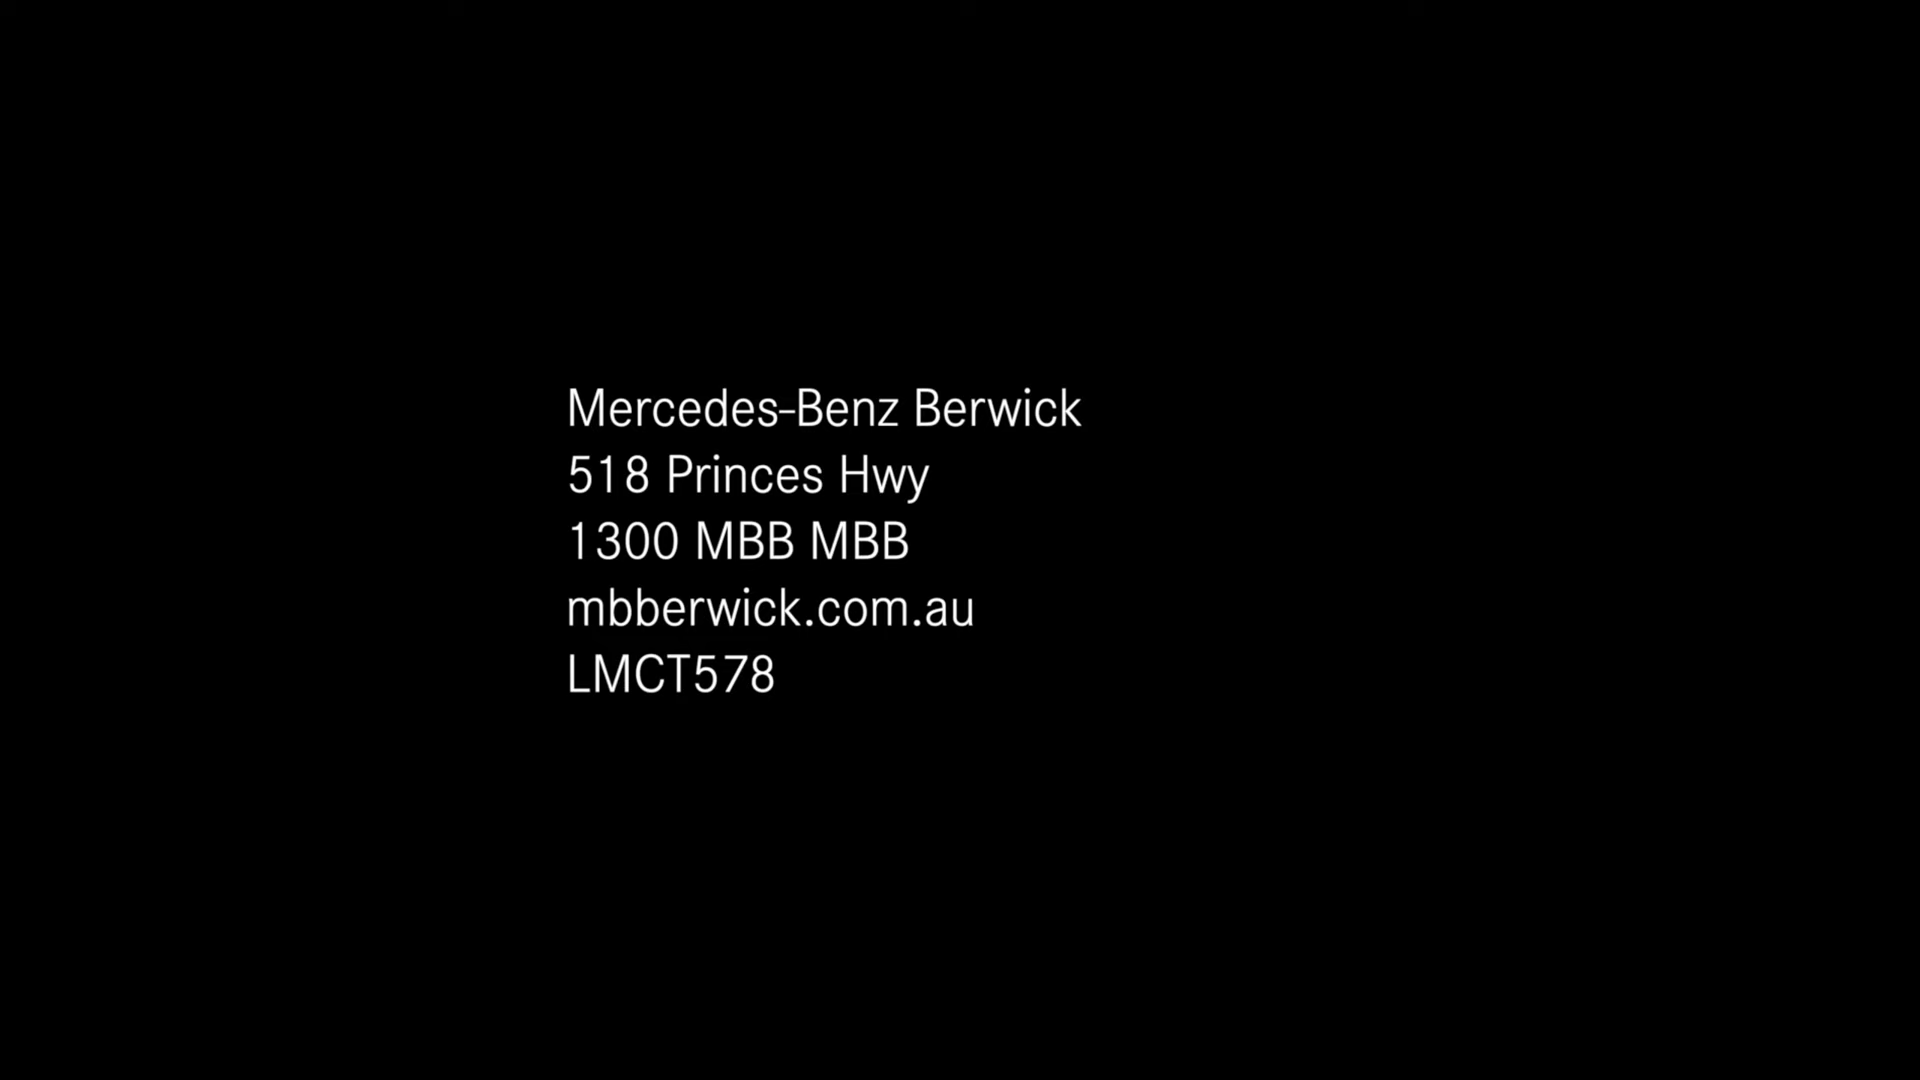 Mercedes-Benz Berwick
518 Princes Hwy
1300 MBB MBB
mbberwick.com.au
LMCT578